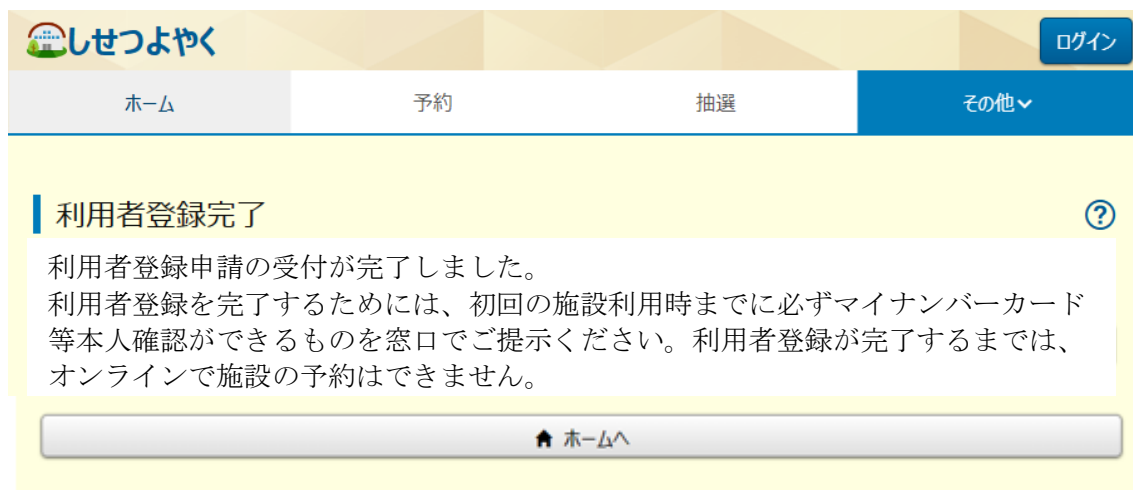 しせつよやく
ログイン
ホーム
予約
抽選
その他
利用者登録完了
?
利用者登録申請の受付が完了しました。
利用者登録を完了するためには、初回の施設利用時までに必ずマイナンバーカード
等本人確認ができるものを窓口でご提示ください。利用者登録が完了するまでは、
オンラインで施設の予約はできません。
ホームへ